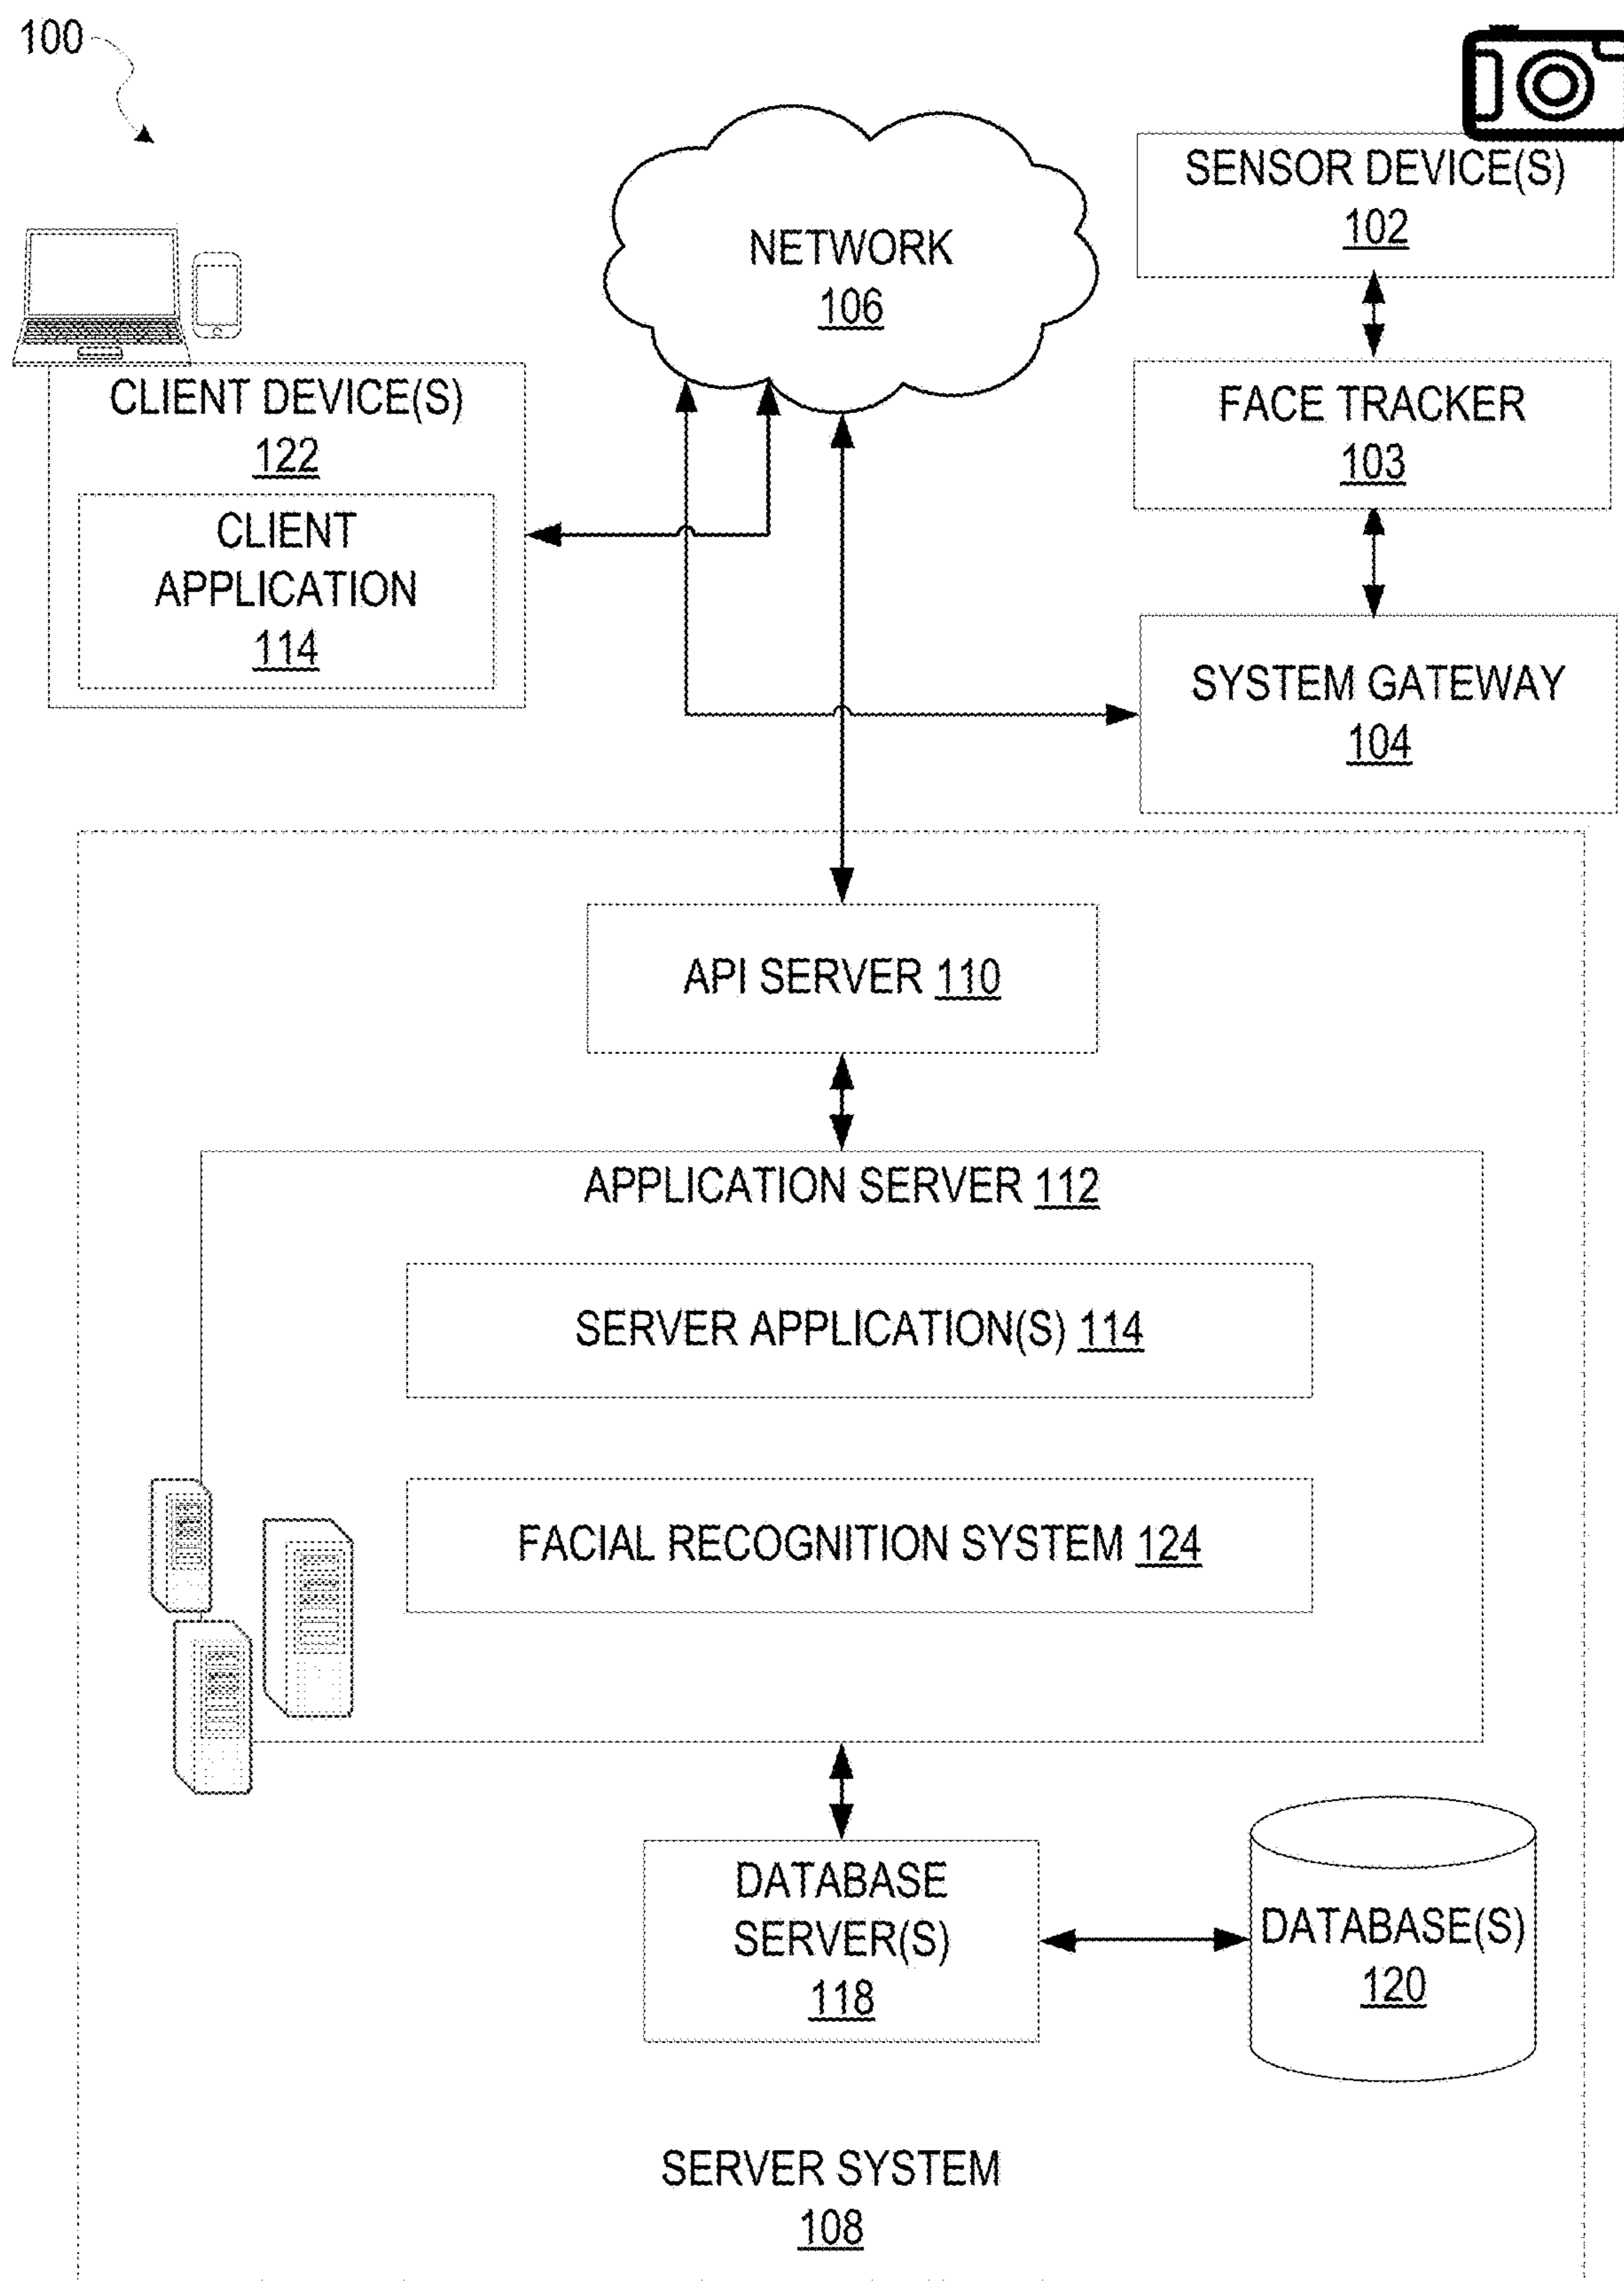 100
SENSOR DEVICE(S)
102
NETWORK
106
CLIENT DEVICE(S)
122
FACE TRACKER
103
CLIENT
APPLICATION
114
SYSTEM GATEWAY
104
API SERVER 110
APPLICATION SERVER 112
SERVER APPLICATION(S) 114
FACIAL RECOGNITION SYSTEM 124
DATABASE
SERVER(S)
118
DATABASE(S)
120
SERVER SYSTEM
108